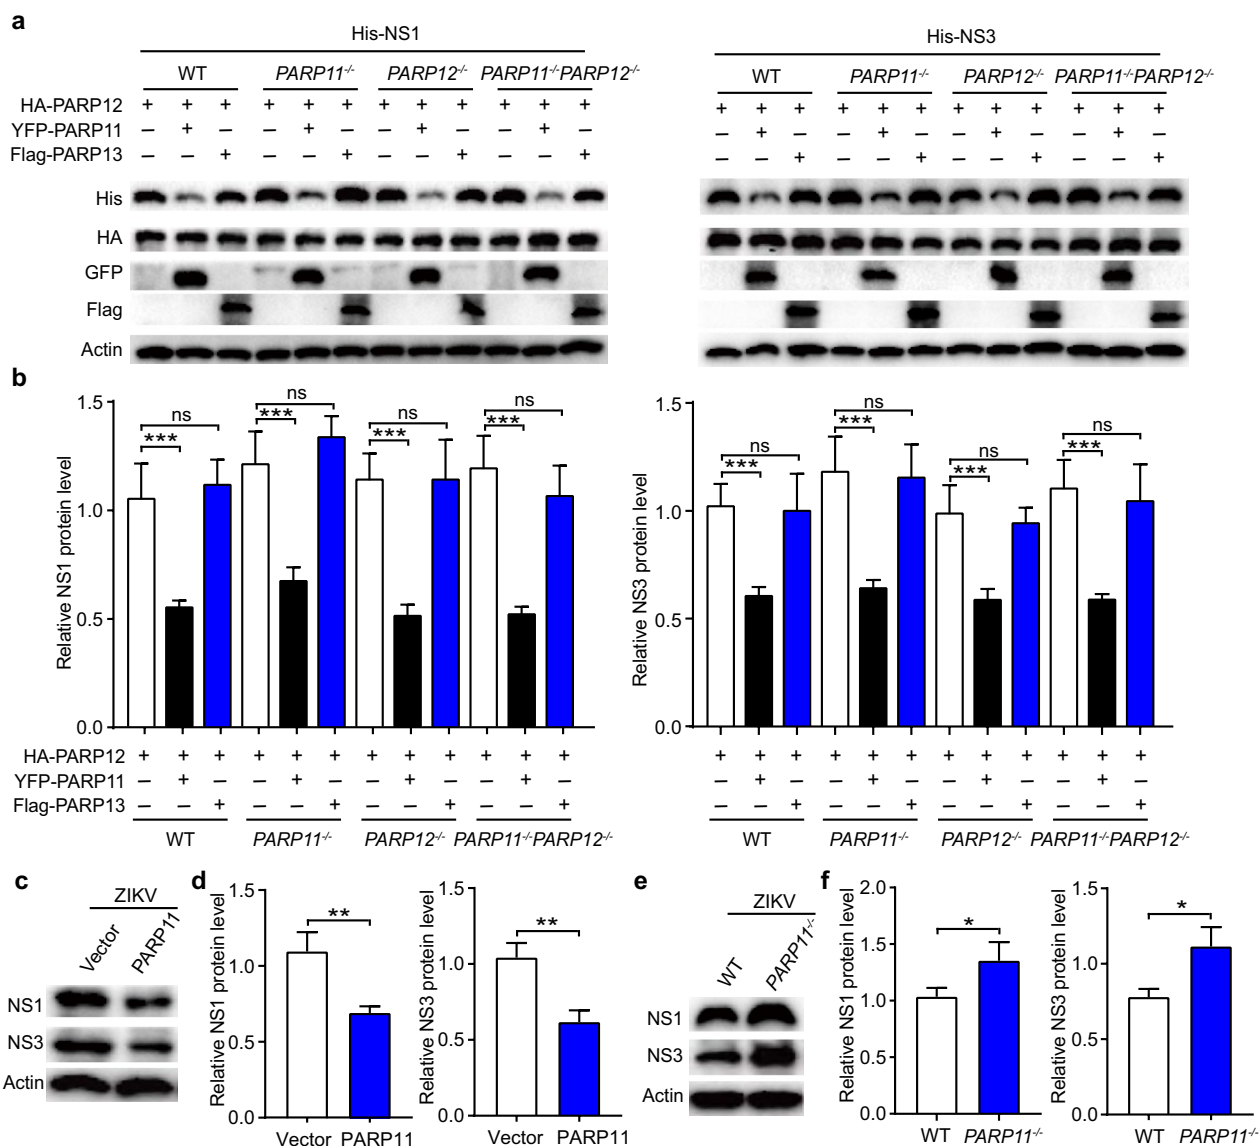 a
His-NS1
His-NS3
WT PARP11-/- PARP12-/- PARP11-/-PARP12-/-
WT PARP11-/- PARP12-/- PARP11-/-PARP12-/-
HA-PARP12 + + + + + + + + + + + +
+ + + + + + + + + + + +
YFP-PARP11 – + – – + – – + – – + –
– + – – + – – + – – + –
Flag-PARP13 – – + – – + – – + – – +
– – + – – + – – + – – +
His
HA
GFP
Flag
Actin
b
Relative NS1 protein level
1.5
1.0
0.5
0.0
*** ns *** ns *** ns *** ns
Relative NS3 protein level
1.5
1.0
0.5
0.0
*** ns *** ns *** ns *** ns
HA-PARP12 + + + + + + + + + + + +
+ + + + + + + + + + + +
YFP-PARP11 – + – – + – – + – – + –
– + – – + – – + – – + –
Flag-PARP13 – – + – – + – – + – – +
– – + – – + – – + – – +
WT PARP11-/- PARP12-/- PARP11-/-PARP12-/-
WT PARP11-/- PARP12-/- PARP11-/-PARP12-/-
c
ZIKV
Vector PARP11
NS1
NS3
Actin
d
Relative NS1 protein level
1.5
1.0
0.5
0.0
**
Vector PARP11
Relative NS3 protein level
1.5
1.0
0.5
0.0
**
Vector PARP11
e
ZIKV
WT PARP11-/-
NS1
NS3
Actin
f
Relative NS1 protein level
2.0
1.5
1.0
0.5
0.0
*
WT PARP11-/-
Relative NS3 protein level
1.5
1.0
0.5
0.0
*
WT PARP11-/-